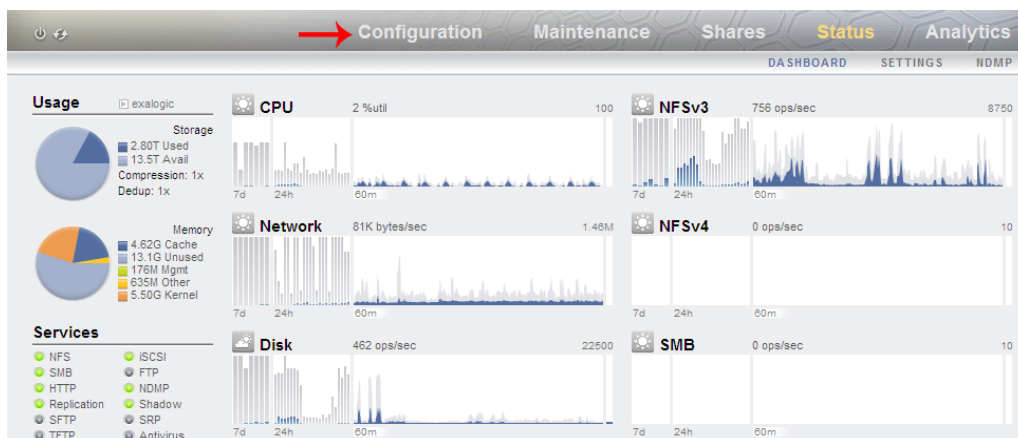 Configuration Maintenance Shares Status Analytics
DASHBOARD SETTINGS NDMP
Usage exalogic
Storage
2.80T Used
13.5T Avail
Compression: 1x
Dedup: 1x
Memory
4.62G Cache
13.1G Unused
176M Mgmt
635M Other
5.50G Kernel
Services
NFS iSCSI
SMB FTP
HTTP NDMP
Replication Shadow
SFTP SRP
TFTP Antivirus
CPU 2 %util 100
7d 24h 60m
Network 81K bytes/sec 1.46M
7d 24h 60m
Disk 462 ops/sec 22500
7d 24h 60m
NFSv3 756 ops/sec 8750
7d 24h 60m
NFSv4 0 ops/sec 10
7d 24h 60m
SMB 0 ops/sec 10
7d 24h 60m